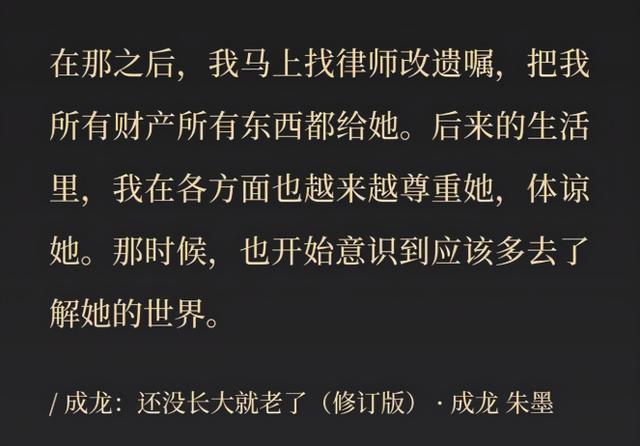 在那之后，我马上找律师改遗嘱，把我
所有财产所有东西都给她。后来的生活
里，我在各方面也越来越尊重她，体谅
她。那时候，也开始意识到应该多去了
解她的世界。
/ 成龙：还没长大就老了（修订版） · 成龙 朱墨